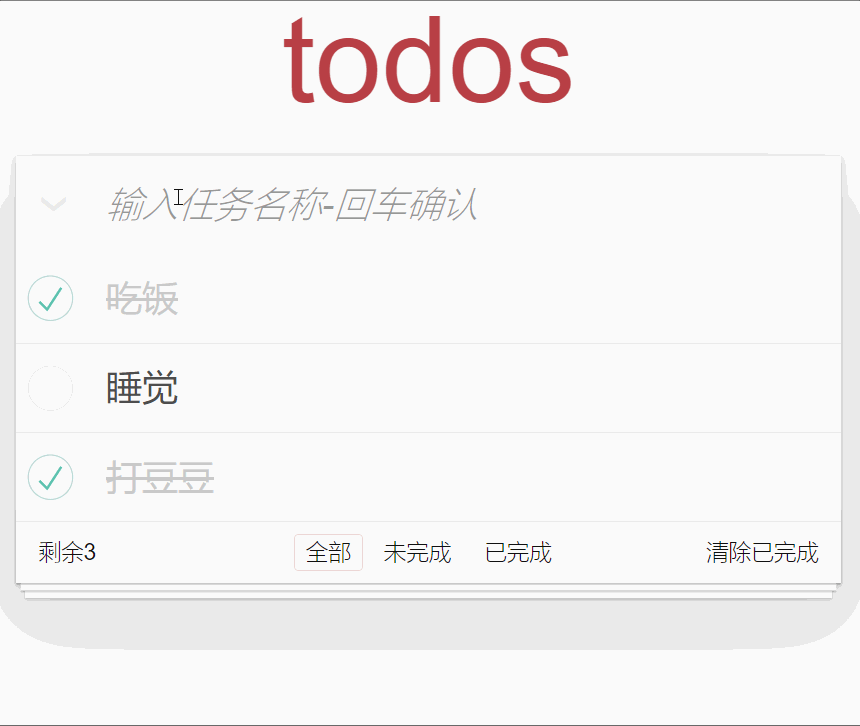 todos
输入任务名称-回车确认
吃饭
睡觉
打豆豆
剩余3 全部 未完成 已完成 清除已完成